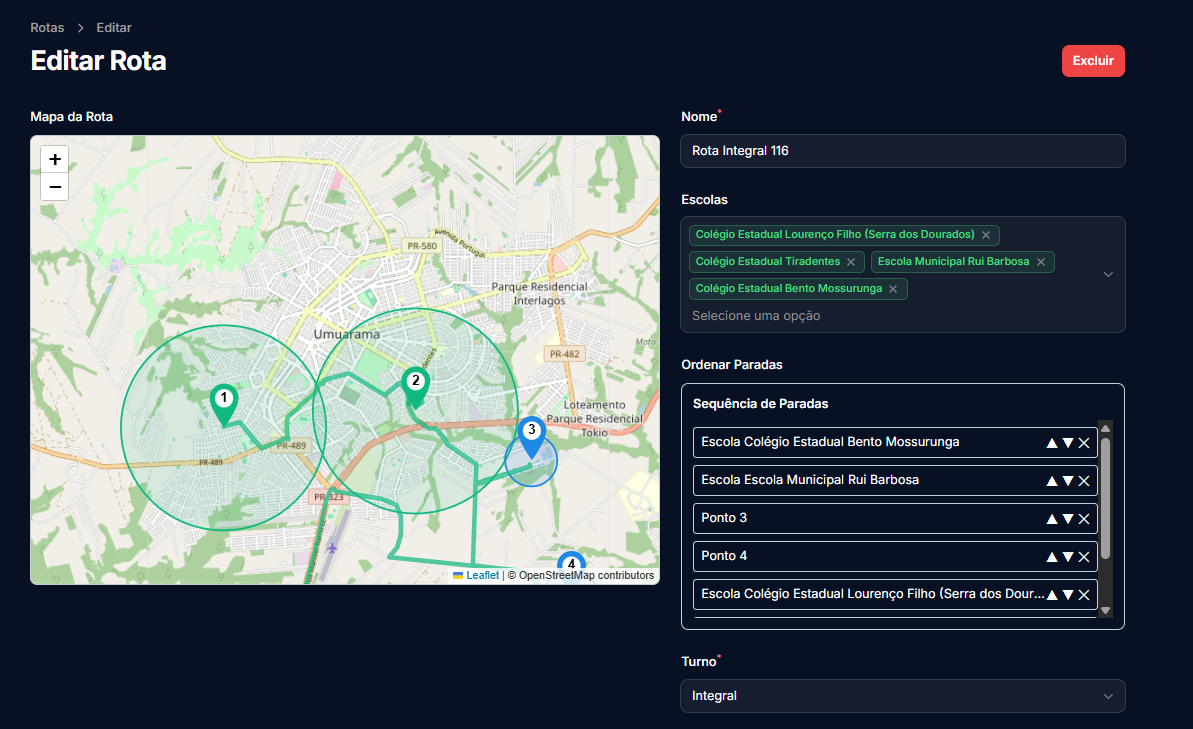 Rotas > Editar
Editar Rota
Excluir
Mapa da Rota
+
−
PR-580
Avenida Portugal
Parque Residencial
Interlagos
Umuarama
PR-482
Loteamento
Parque Residencial
Tokio
PR-489
PR-489
PR-323
1
2
3
4
Leaflet | © OpenStreetMap contributors
Nome*
Rota Integral 116
Escolas
Colégio Estadual Lourenço Filho (Serra dos Dourados) ×
Colégio Estadual Tiradentes × Escola Municipal Rui Barbosa ×
Colégio Estadual Bento Mossurunga ×
Selecione uma opção
Ordenar Paradas
Sequência de Paradas
Escola Colégio Estadual Bento Mossurunga ▲▼×
Escola Escola Municipal Rui Barbosa ▲▼×
Ponto 3 ▲▼×
Ponto 4 ▲▼×
Escola Colégio Estadual Lourenço Filho (Serra dos Dour... ▲▼×
Turno*
Integral